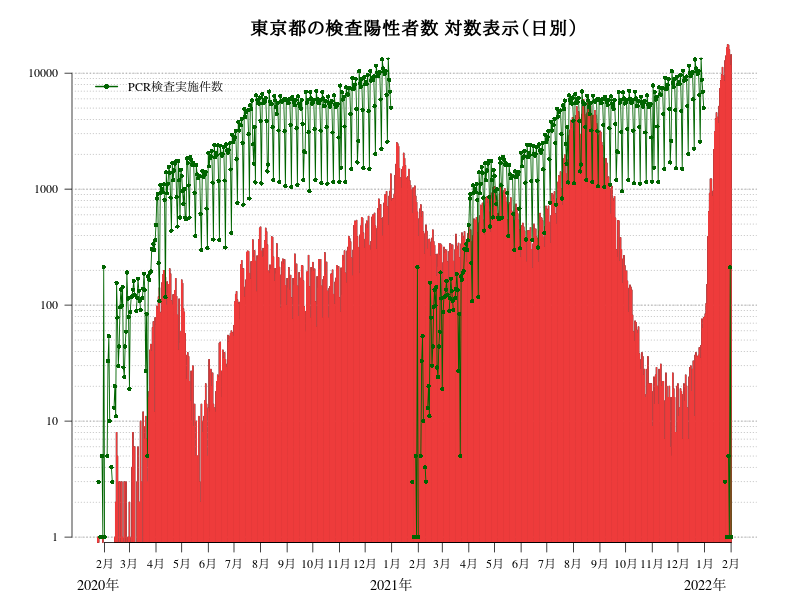 東京都の検査陽性者数 対数表示(日別)
PCR検査実施件数
10000
1000
100
10
1
2月 3月 4月 5月 6月 7月 8月 9月 10月 11月 12月 1月 2月 3月 4月 5月 6月 7月 8月 9月 10月 11月 12月 1月 2月
2020年 2021年 2022年